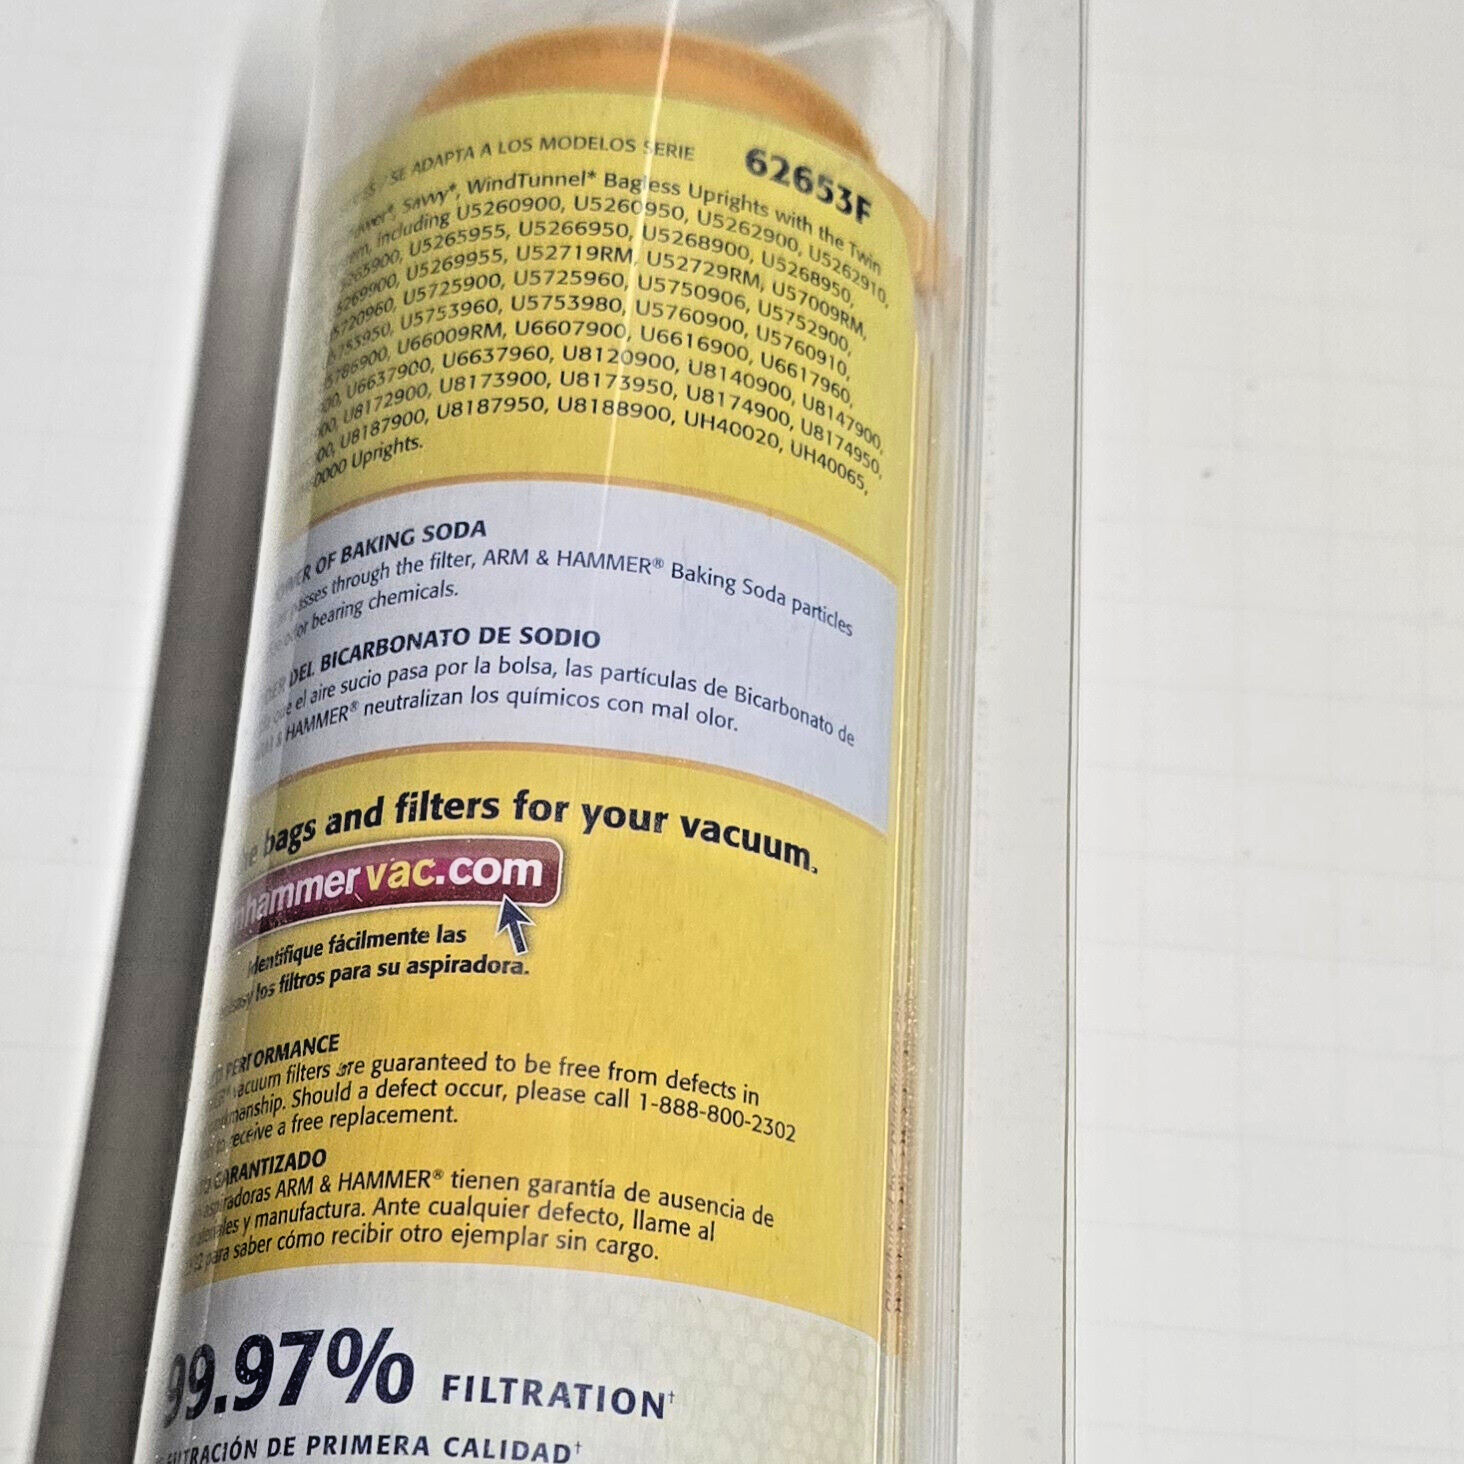 SE ADAPTA A LOS MODELOS SERIE
62653F
Savvy*, WindTunnel* Bagless Uprights with the Twin
including U5260900, U5260950, U5262900, U5262910,
U5265955, U5266950, U5268900, U5268950,
U5269955, U52719RM, U52729RM, U57009RM,
U5725900, U5725960, U5750906, U5752900,
U5753960, U5753980, U5760900, U5760910,
U66009RM, U6607900, U6616900, U6617960,
U6637900, U6637960, U8120900, U8140900, U8147900,
U8172900, U8173900, U8173950, U8174900, U8174950,
U8187900, U8187950, U8188900, UH40020, UH40065,
Uprights.
OF BAKING SODA
through the filter, ARM & HAMMER® Baking Soda particles
bearing chemicals.
DEL BICARBONATO DE SODIO
que el aire sucio pasa por la bolsa, las partículas de Bicarbonato de
& HAMMER® neutralizan los químicos con mal olor.
bags and filters for your vacuum.
hammervac.com
Identifique fácilmente las
y los filtros para su aspiradora.
PERFORMANCE
vacuum filters are guaranteed to be free from defects in
Should a defect occur, please call 1-888-800-2302
to receive a free replacement.
GARANTIZADO
ARM & HAMMER® tienen garantía de ausencia de
y manufactura. Ante cualquier defecto, llame al
para saber cómo recibir otro ejemplar sin cargo.
99.97% FILTRATION†
FILTRACIÓN DE PRIMERA CALIDAD†